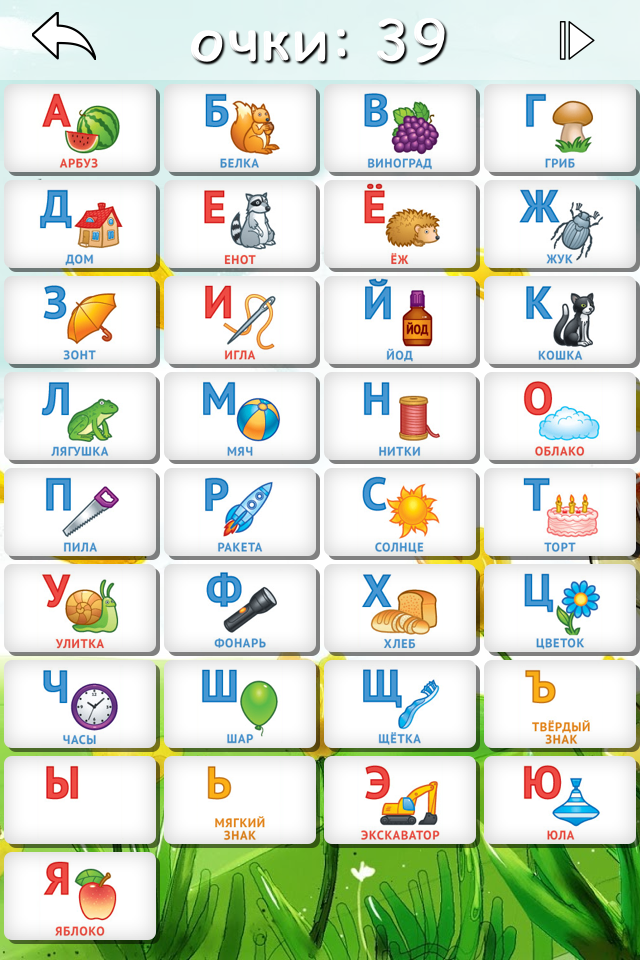 очки: 39
А
АРБУЗ
Б
БЕЛКА
В
ВИНОГРАД
Г
ГРИБ
Д
ДОМ
Е
ЕНОТ
Ё
ЁЖ
Ж
ЖУК
З
ЗОНТ
И
ИГЛА
Й
ЙОД
ЙОД
К
КОШКА
Л
ЛЯГУШКА
М
МЯЧ
Н
НИТКИ
О
ОБЛАКО
П
ПИЛА
Р
РАКЕТА
С
СОЛНЦЕ
Т
ТОРТ
У
УЛИТКА
Ф
ФОНАРЬ
Х
ХЛЕБ
Ц
ЦВЕТОК
Ч
ЧАСЫ
Ш
ШАР
Щ
ЩЁТКА
Ъ
ТВЁРДЫЙ
ЗНАК
Ы
Ь
МЯГКИЙ
ЗНАК
Э
ЭКСКАВАТОР
Ю
ЮЛА
Я
ЯБЛОКО